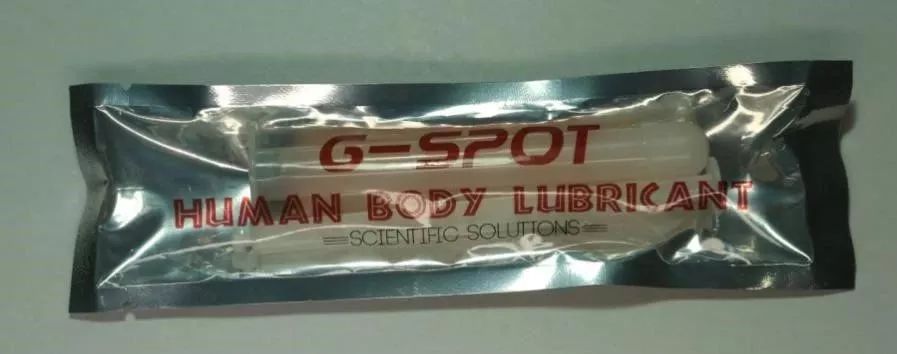 G-SPOT
HUMAN BODY LUBRICANT
SCIENTIFIC SOLUTIONS